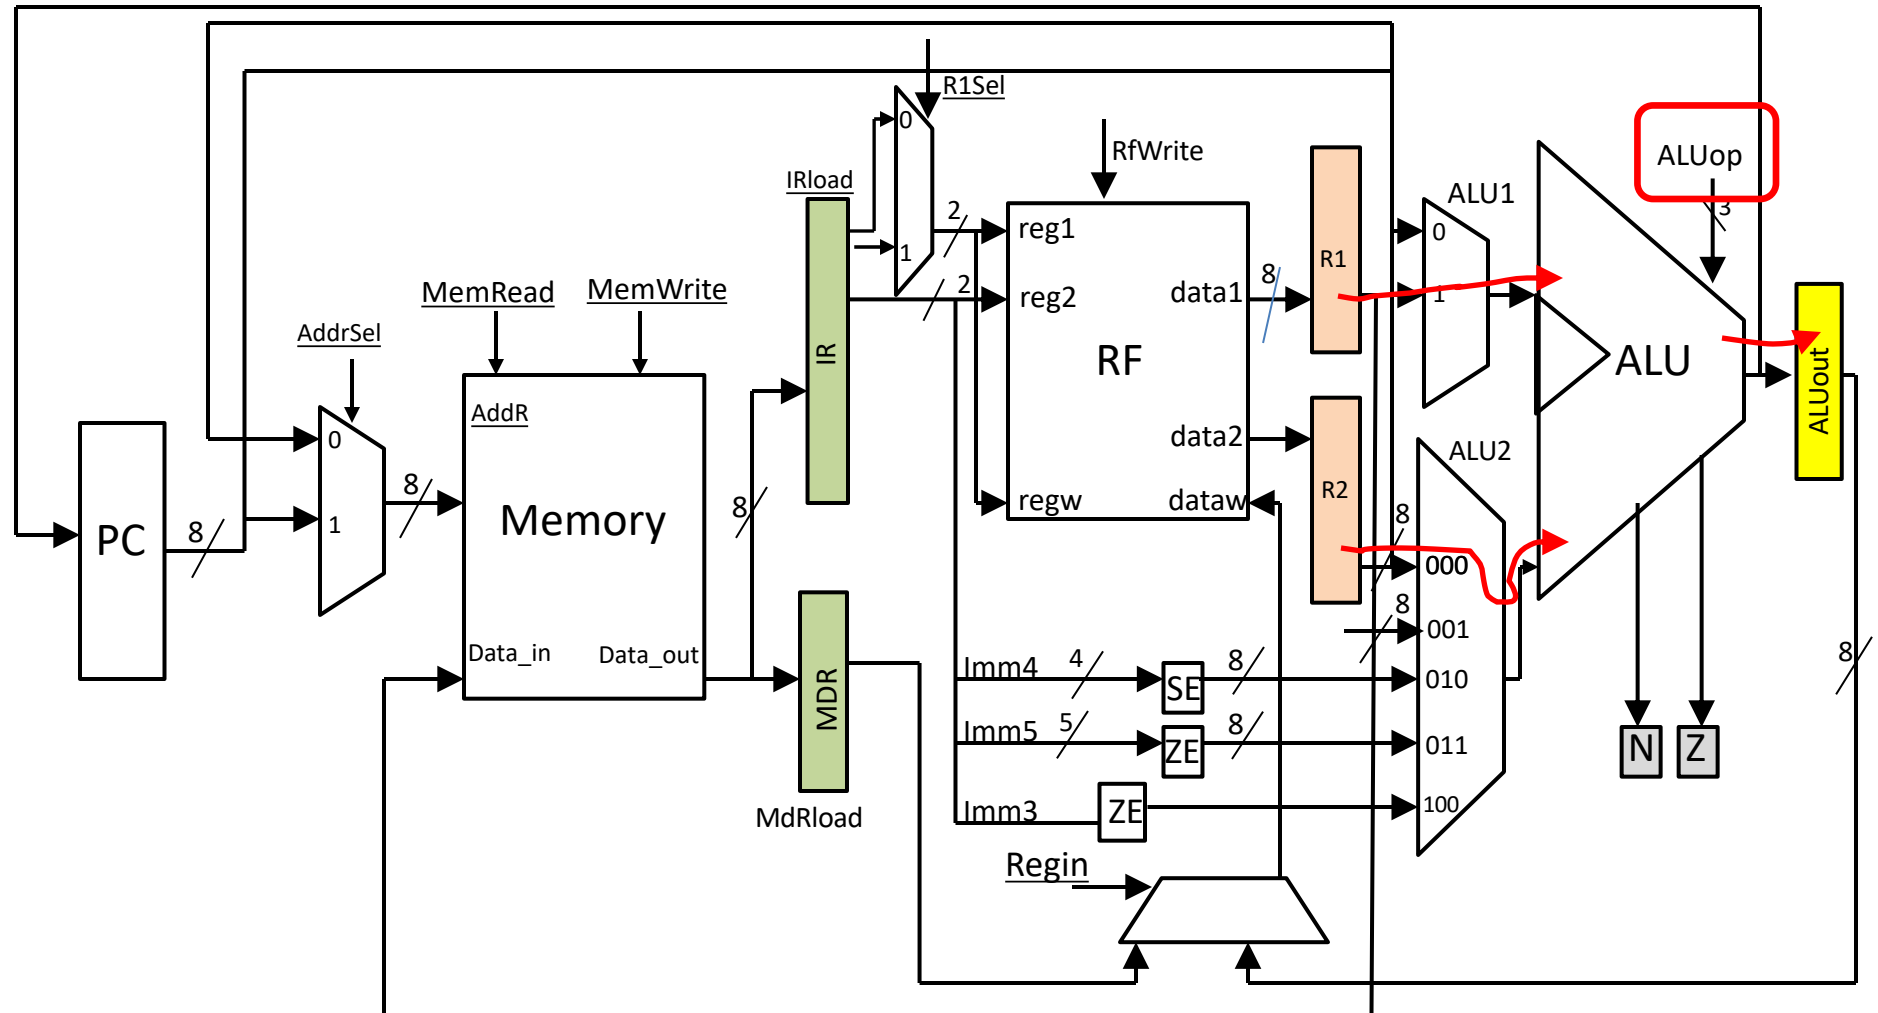 R1Sel
0
1
IRload
IR
2
2
RfWrite
reg1
reg2
regw
data1
data2
dataw
RF
8
R1
R2
ALU1
0
1
ALUop
3
ALU
ALUout
ALU2
8
000
8
001
010
011
100
N
Z
8
MemRead
MemWrite
AddrSel
0
1
8
AddR
Memory
Data_in
Data_out
8
PC
8
MDR
MdRload
Imm4
4
SE
8
Imm5
5
ZE
8
Imm3
ZE
Regin